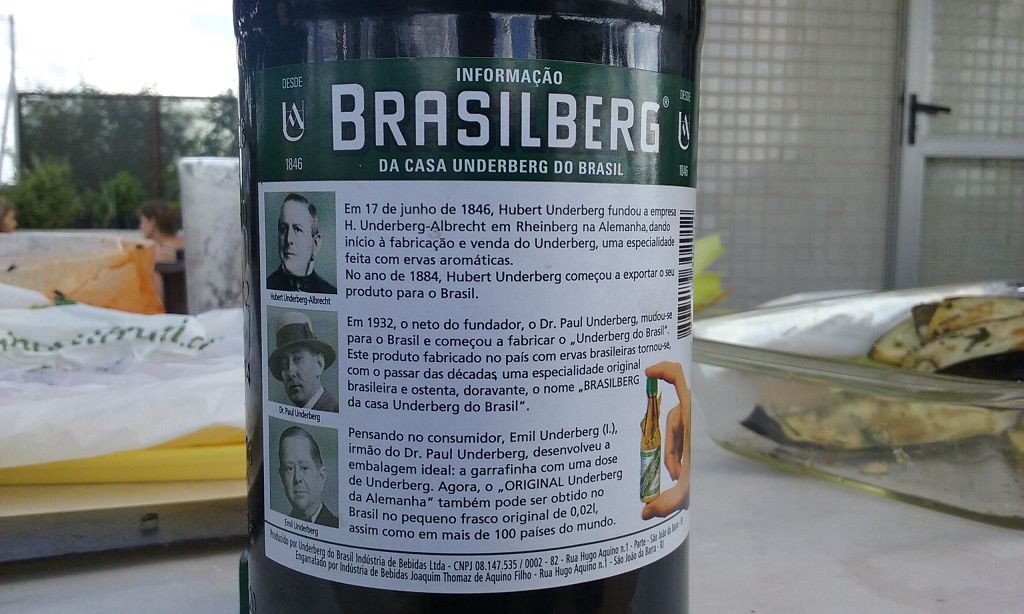 INFORMAÇÃO
DESDE
UA
1846
BRASILBERG®
DESDE
UA
1846
DA CASA UNDERBERG DO BRASIL
Em 17 de junho de 1846, Hubert Underberg fundou a empresa
H. Underberg-Albrecht em Rheinberg na Alemanha, dando
início à fabricação e venda do Underberg, uma especialidade
feita com ervas aromáticas.
No ano de 1884, Hubert Underberg começou a exportar o seu
produto para o Brasil.
Hubert Underberg-Albrecht
Em 1932, o neto do fundador, o Dr. Paul Underberg, mudou-se
para o Brasil e começou a fabricar o „Underberg do Brasil“.
Este produto fabricado no país com ervas brasileiras tornou-se,
com o passar das décadas, uma especialidade original
brasileira e ostenta, doravante, o nome „BRASILBERG
da casa Underberg do Brasil“.
Dr. Paul Underberg
Pensando no consumidor, Emil Underberg (I.),
irmão do Dr. Paul Underberg, desenvolveu a
embalagem ideal: a garrafinha com uma dose
de Underberg. Agora, o „ORIGINAL Underberg
da Alemanha“ também pode ser obtido no
Brasil no pequeno frasco original de 0,02l,
assim como em mais de 100 países do mundo.
Emil Underberg
Produzido por Underberg do Brasil Indústria de Bebidas Ltda - CNPJ 08.147.535 / 0002 - 82 - Rua Hugo Aquino n.1 - Parte - São João da Barra - RJ
Engarrafado por Indústria de Bebidas Joaquim Thomaz de Aquino Filho - Rua Hugo Aquino n.1 - São João da Barra - RJ